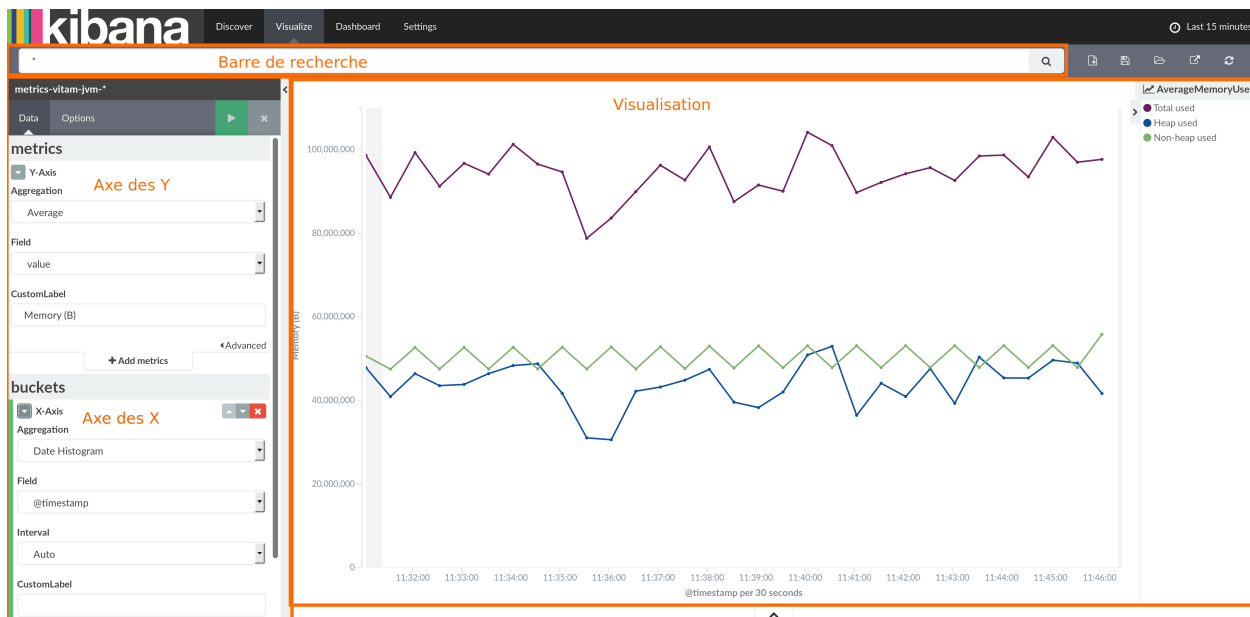 kibana
Discover Visualize Dashboard Settings
Last 15 minutes
*
Barre de recherche
metrics-vitam-jvm-*
Data Options
metrics
Y-Axis
Axe des Y
Aggregation
Average
Field
value
CustomLabel
Memory (B)
Advanced
Add metrics
buckets
X-Axis
Axe des X
Aggregation
Date Histogram
Field
@timestamp
Interval
Auto
CustomLabel
Visualisation
100,000,000
80,000,000
60,000,000
40,000,000
20,000,000
0
Memory (B)
11:32:00 11:33:00 11:34:00 11:35:00 11:36:00 11:37:00 11:38:00 11:39:00 11:40:00 11:41:00 11:42:00 11:43:00 11:44:00 11:45:00 11:46:00
@timestamp per 30 seconds
AverageMemoryUse
Total used
Heap used
Non-heap used